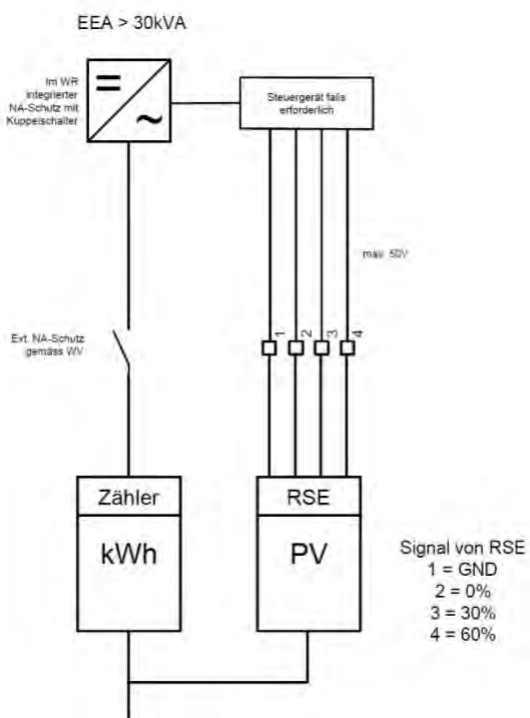 EEA > 30kVA
Im WR
integrierter
NA-Schutz mit
Kuppelschalter
Steuergerät falls
erforderlich
max. 50V
1
2
3
4
Ext. NA-Schutz
gemäss WV
Zähler
kWh
RSE
PV
Signal von RSE
1 = GND
2 = 0%
3 = 30%
4 = 60%